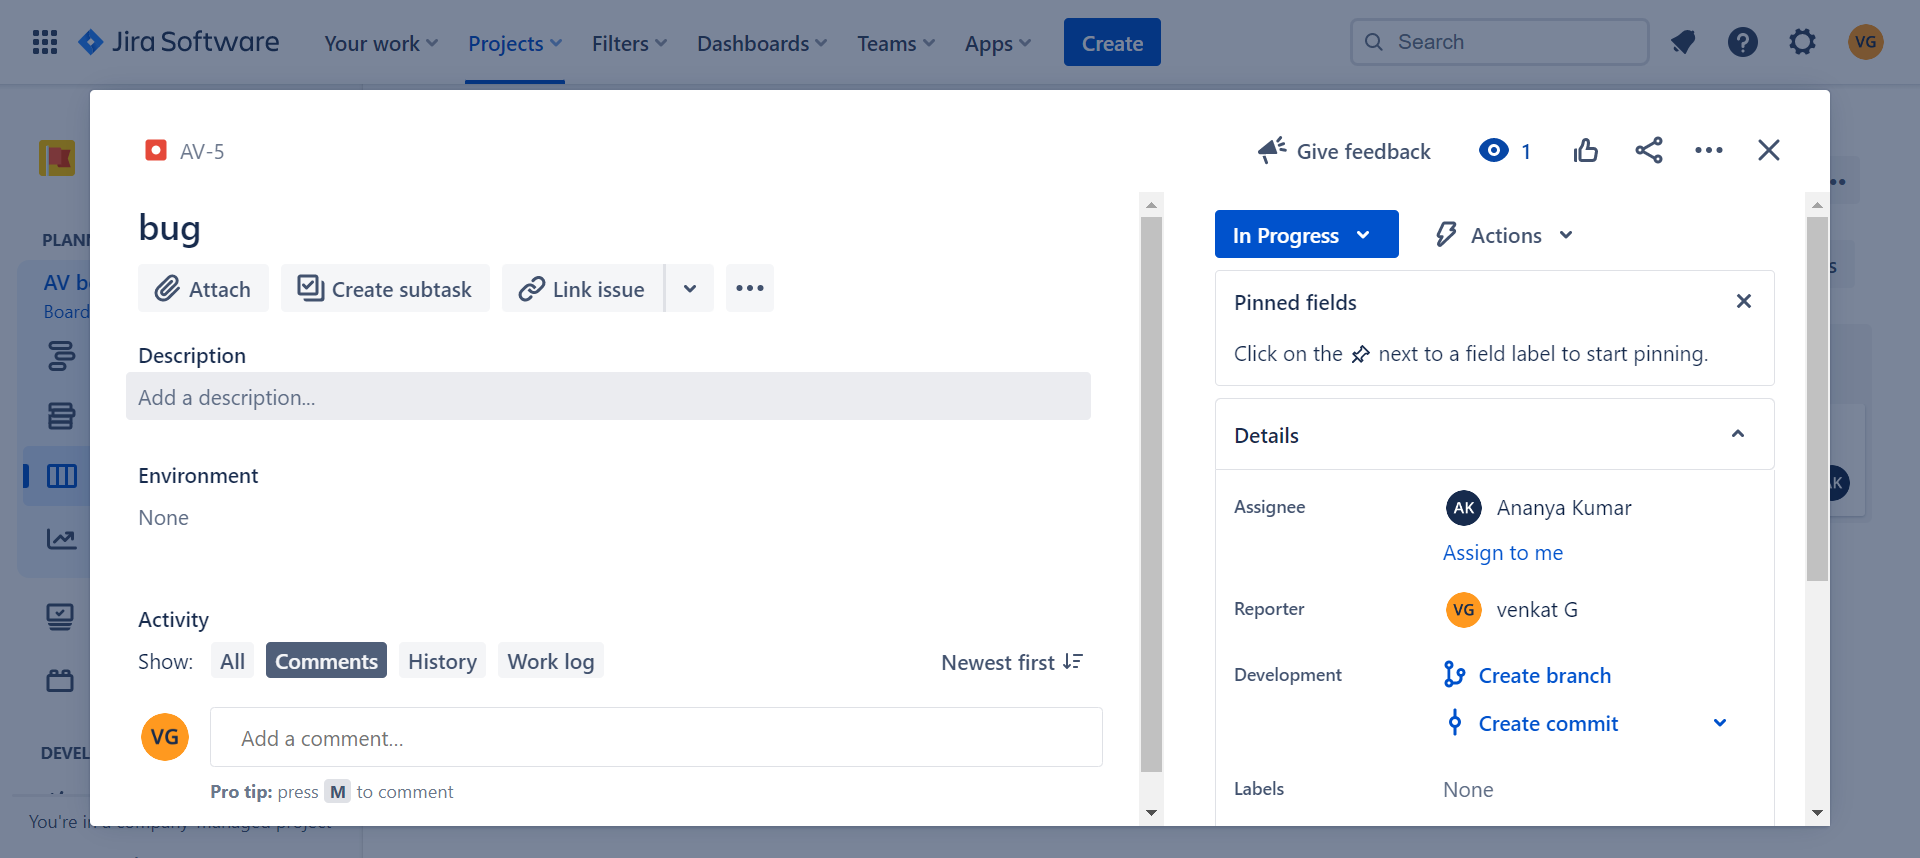 Jira Software
Your work
Projects
Filters
Dashboards
Teams
Apps
Create
Search
VG
AV-5
Give feedback
1
bug
Attach
Create subtask
Link issue
Description
Add a description...
Environment
None
Activity
Show:
All
Comments
History
Work log
Newest first
VG
Add a comment...
Pro tip: press M to comment
In Progress
Actions
Pinned fields
Click on the next to a field label to start pinning.
Details
Assignee
AK Ananya Kumar
Assign to me
Reporter
VG venkat G
Development
Create branch
Create commit
Labels
None
AV
Board
You're in a company-managed project